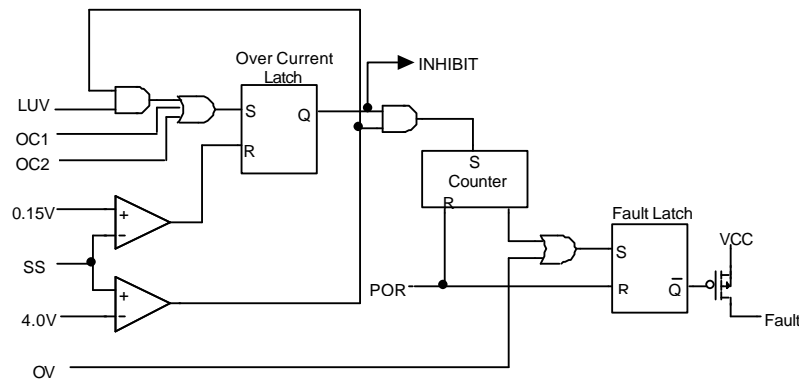 Over Current
Latch
INHIBIT
LUV
S
Q
OC1
OC2
R
S
Counter
R
0.15V
+
−
SS
+
−
4.0V
Fault Latch
VCC
S
POR
R
Q̅
Fault
OV